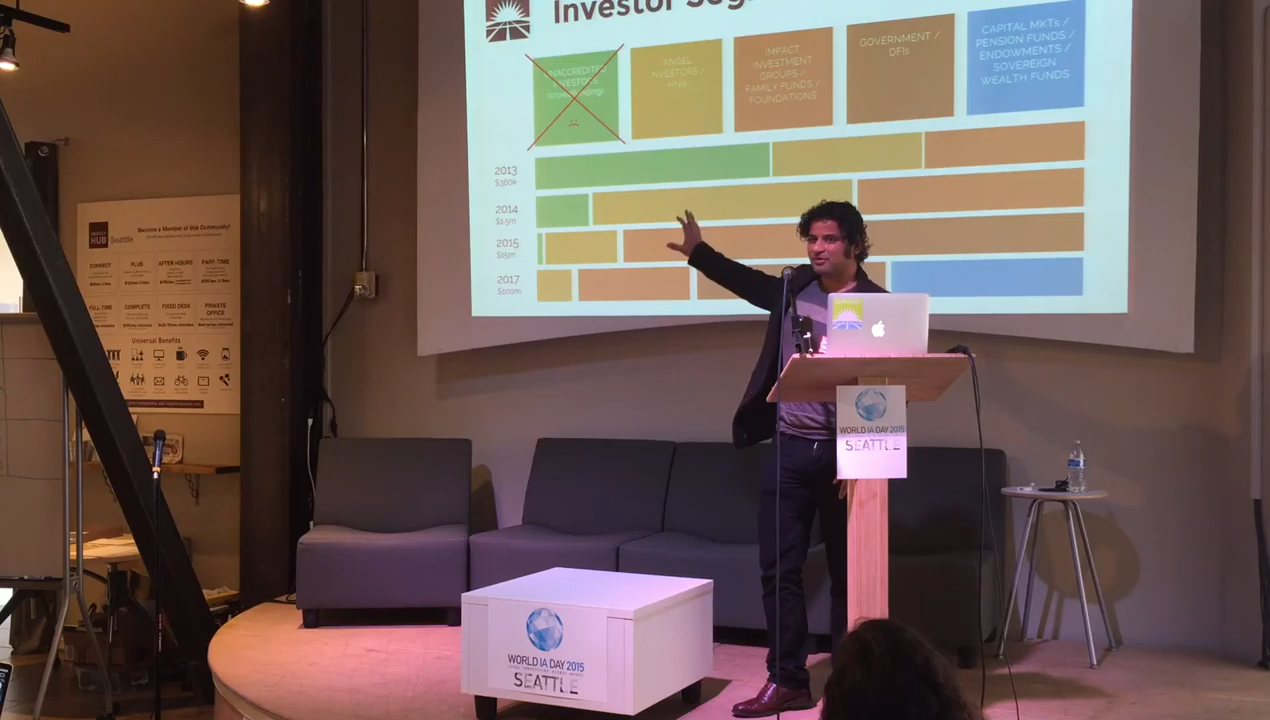 Investor
UNACCREDITED
INVESTORS
(crowdfunding)
ANGEL
INVESTORS /
HNW
IMPACT
INVESTMENT
GROUPS /
FAMILY FUNDS /
FOUNDATIONS
GOVERNMENT /
DFIs
CAPITAL MKTs /
PENSION FUNDS /
ENDOWMENTS /
SOVEREIGN
WEALTH FUNDS
2013
$360k
2014
$1.5m
2015
$15m
2017
$100m
IMPACT
HUB Seattle
Become a Member of this Community!
CONNECT
PLUS
AFTER HOURS
PART-TIME
FULL-TIME
COMPLETE
FIXED DESK
PRIVATE
OFFICE
Universal Benefits
WORLD IA DAY 2015
SEATTLE
WORLD IA DAY 2015
SEATTLE